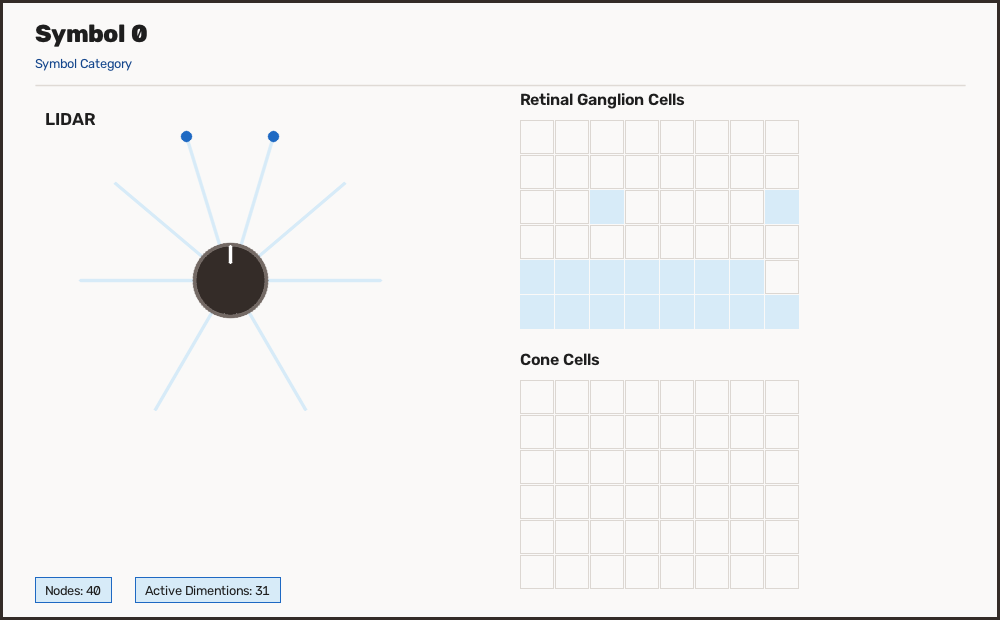 Symbol 0
Symbol Category
LIDAR
Retinal Ganglion Cells
Cone Cells
Nodes: 40
Active Dimentions: 31